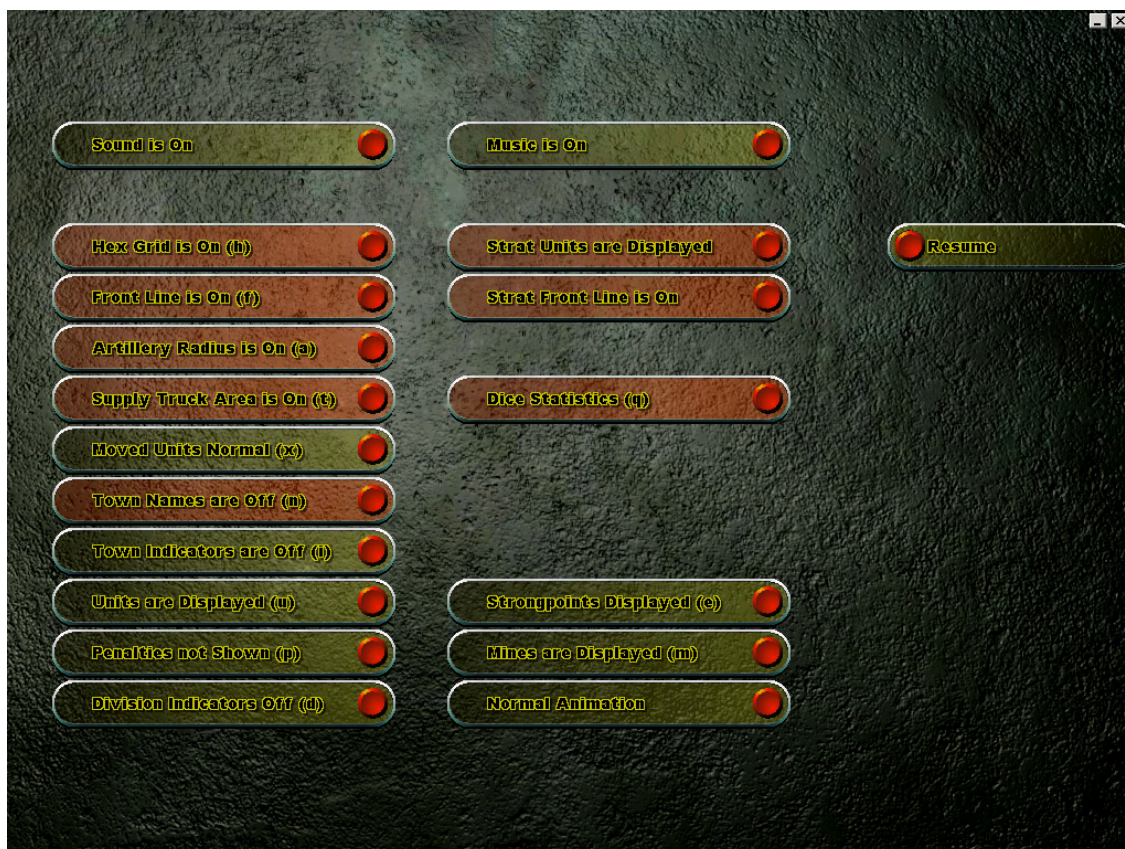 Sound is On
Music is On
Hex Grid is On (h)
Strat Units are Displayed
Resume
Front Line is On (f)
Strat Front Line is On
Artillery Radius is On (a)
Supply Truck Area is On (t)
Dice Statistics (q)
Moved Units Normal (x)
Town Names are Off (n)
Town Indicators are Off (i)
Units are Displayed (u)
Strongpoints Displayed (e)
Penalties not Shown (p)
Mines are Displayed (m)
Division Indicators Off (d)
Normal Animation